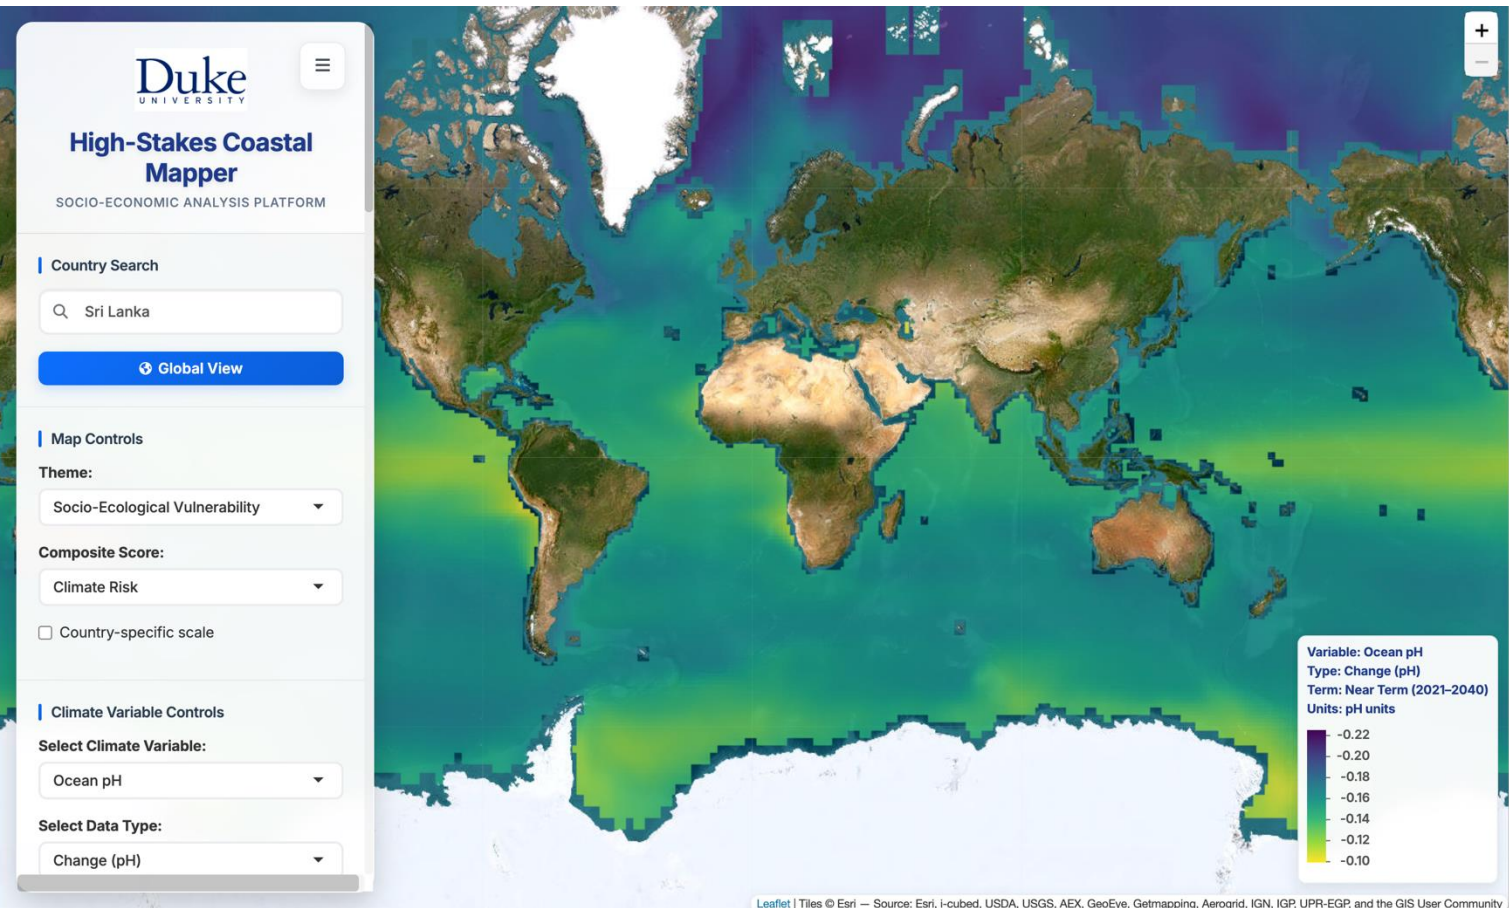 Duke
UNIVERSITY
High-Stakes Coastal
Mapper
SOCIO-ECONOMIC ANALYSIS PLATFORM
Country Search
Sri Lanka
Global View
Map Controls
Theme:
Socio-Ecological Vulnerability
Composite Score:
Climate Risk
Country-specific scale
Climate Variable Controls
Select Climate Variable:
Ocean pH
Select Data Type:
Change (pH)
+
−
Variable: Ocean pH
Type: Change (pH)
Term: Near Term (2021–2040)
Units: pH units
-0.22
-0.20
-0.18
-0.16
-0.14
-0.12
-0.10
Leaflet | Tiles © Esri — Source: Esri, i-cubed, USDA, USGS, AEX, GeoEye, Getmapping, Aerogrid, IGN, IGP, UPR-EGP, and the GIS User Community